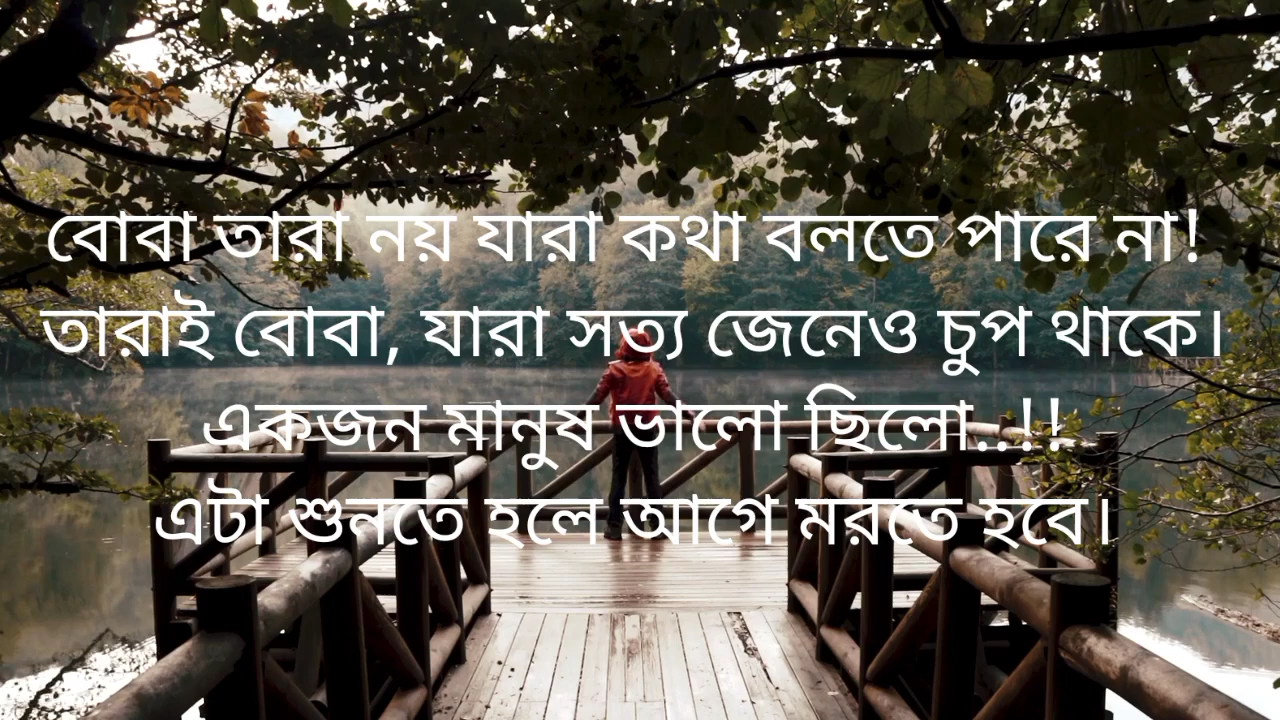 বোবা তারা নয় যারা কথা বলতে পারে না!
তারাই বোবা, যারা সত্য জেনেও চুপ থাকে।
একজন মানুষ ভালো ছিলো..!!
এটা শুনতে হলে আগে মরতে হবে।